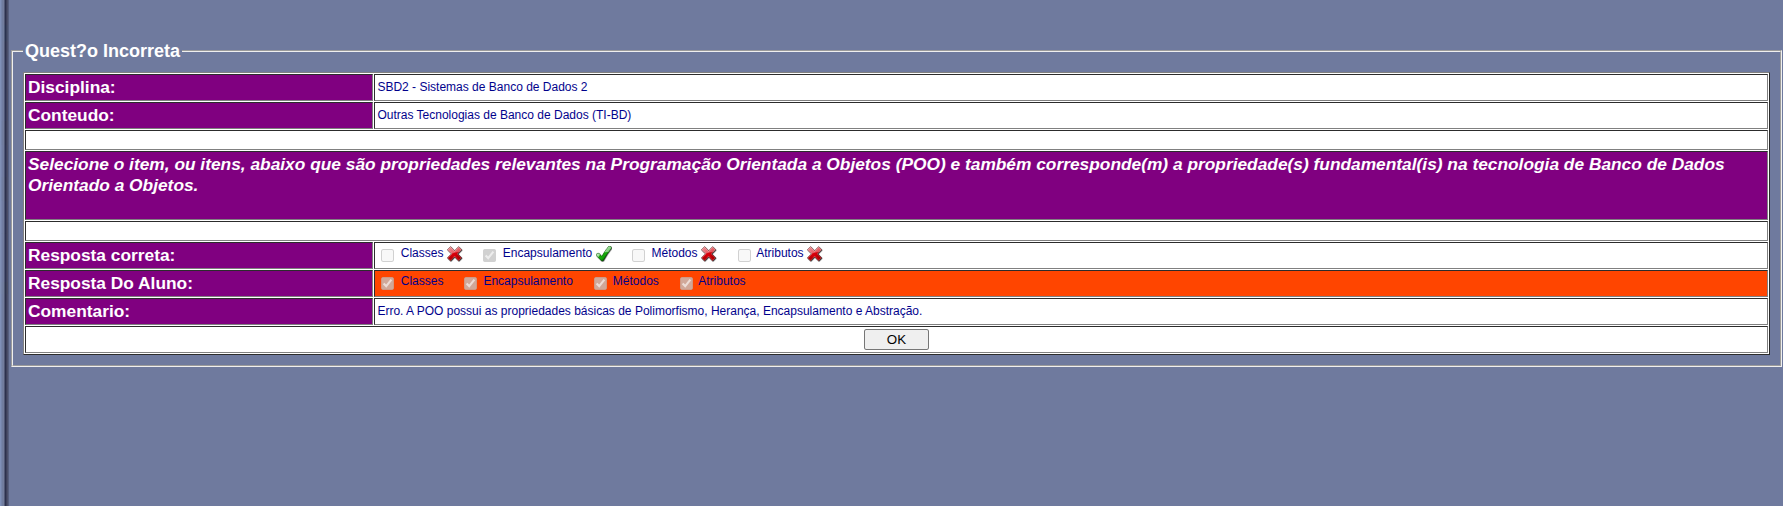 Quest?o Incorreta
Disciplina: SBD2 - Sistemas de Banco de Dados 2
Conteudo: Outras Tecnologias de Banco de Dados (TI-BD)
Selecione o item, ou itens, abaixo que são propriedades relevantes na Programação Orientada a Objetos (POO) e também corresponde(m) a propriedade(s) fundamental(is) na tecnologia de Banco de Dados
Orientado a Objetos.
Resposta correta: Classes Encapsulamento Métodos Atributos
Resposta Do Aluno: Classes Encapsulamento Métodos Atributos
Comentario: Erro. A POO possui as propriedades básicas de Polimorfismo, Herança, Encapsulamento e Abstração.
OK